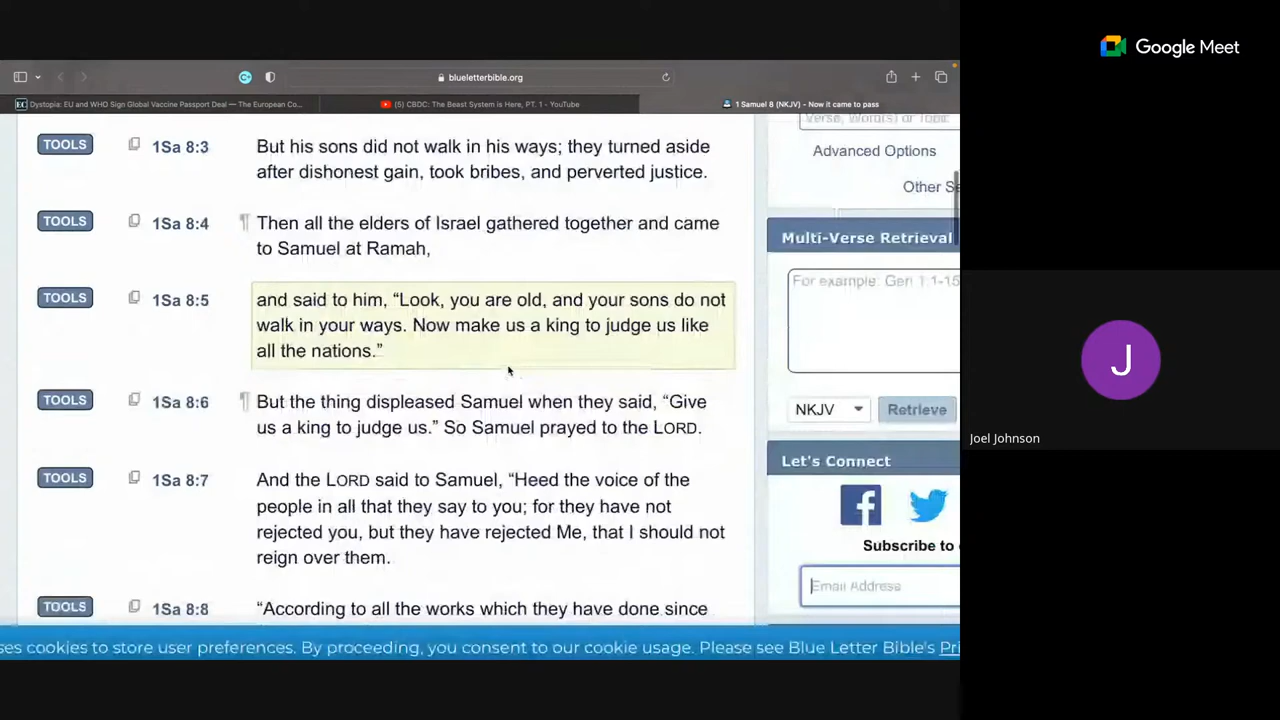 Google Meet
blueletterbible.org
Dystopia: EU and WHO Sign Global Vaccine Passport Deal — The European Co...
(5) CBDC: The Beast System is Here, PT. 1 - YouTube
1 Samuel 8 (NKJV) - Now it came to pass
TOOLS 1Sa 8:3 But his sons did not walk in his ways; they turned aside
after dishonest gain, took bribes, and perverted justice.
TOOLS 1Sa 8:4 ¶ Then all the elders of Israel gathered together and came
to Samuel at Ramah,
TOOLS 1Sa 8:5 and said to him, “Look, you are old, and your sons do not
walk in your ways. Now make us a king to judge us like
all the nations.”
TOOLS 1Sa 8:6 ¶ But the thing displeased Samuel when they said, “Give
us a king to judge us.” So Samuel prayed to the LORD.
TOOLS 1Sa 8:7 And the LORD said to Samuel, “Heed the voice of the
people in all that they say to you; for they have not
rejected you, but they have rejected Me, that I should not
reign over them.
TOOLS 1Sa 8:8 “According to all the works which they have done since
Verse, Word(s) or Topic
Advanced Options
Other Se
Multi-Verse Retrieval
For example: Gen 1:1-15
NKJV Retrieve
Let's Connect
Subscribe to
Email Address
ses cookies to store user preferences. By proceeding, you consent to our cookie usage. Please see Blue Letter Bible's Pri
J
Joel Johnson